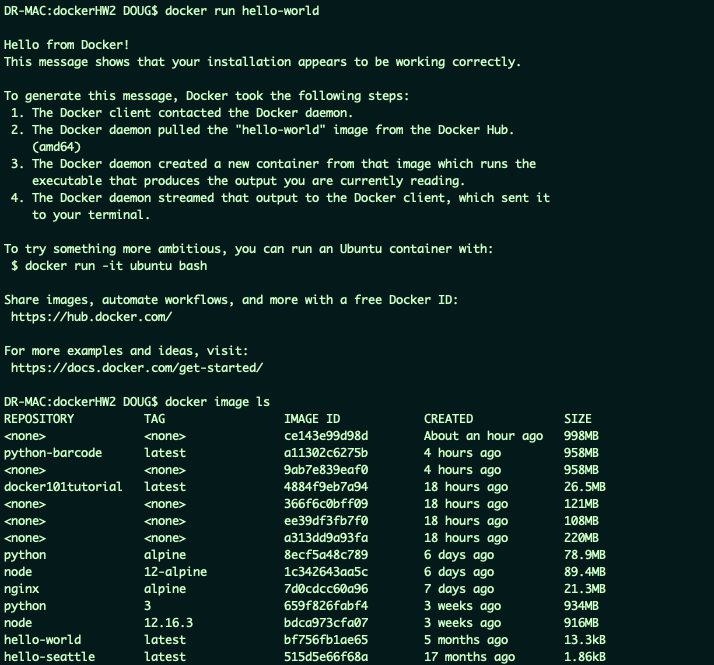 DR-MAC:dockerHW2 DOUG$ docker run hello-world
Hello from Docker!
This message shows that your installation appears to be working correctly.
To generate this message, Docker took the following steps:
1. The Docker client contacted the Docker daemon.
2. The Docker daemon pulled the "hello-world" image from the Docker Hub.
(amd64)
3. The Docker daemon created a new container from that image which runs the
executable that produces the output you are currently reading.
4. The Docker daemon streamed that output to the Docker client, which sent it
to your terminal.
To try something more ambitious, you can run an Ubuntu container with:
$ docker run -it ubuntu bash
Share images, automate workflows, and more with a free Docker ID:
https://hub.docker.com/
For more examples and ideas, visit:
https://docs.docker.com/get-started/
DR-MAC:dockerHW2 DOUG$ docker image ls
REPOSITORY TAG IMAGE ID CREATED SIZE
<none> <none> ce143e99d98d About an hour ago 998MB
python-barcode latest a11302c6275b 4 hours ago 958MB
<none> <none> 9ab7e839eaf0 4 hours ago 958MB
docker101tutorial latest 4884f9eb7a94 18 hours ago 26.5MB
<none> <none> 366f6c0bff09 18 hours ago 121MB
<none> <none> ee39df3fb7f0 18 hours ago 108MB
<none> <none> a313dd9a93fa 18 hours ago 220MB
python alpine 8ecf5a48c789 6 days ago 78.9MB
node 12-alpine 1c342643aa5c 6 days ago 89.4MB
nginx alpine 7d0cdcc60a96 7 days ago 21.3MB
python 3 659f826fabf4 3 weeks ago 934MB
node 12.16.3 bdca973cfa07 3 weeks ago 916MB
hello-world latest bf756fb1ae65 5 months ago 13.3kB
hello-seattle latest 515d5e66f68a 17 months ago 1.86kB